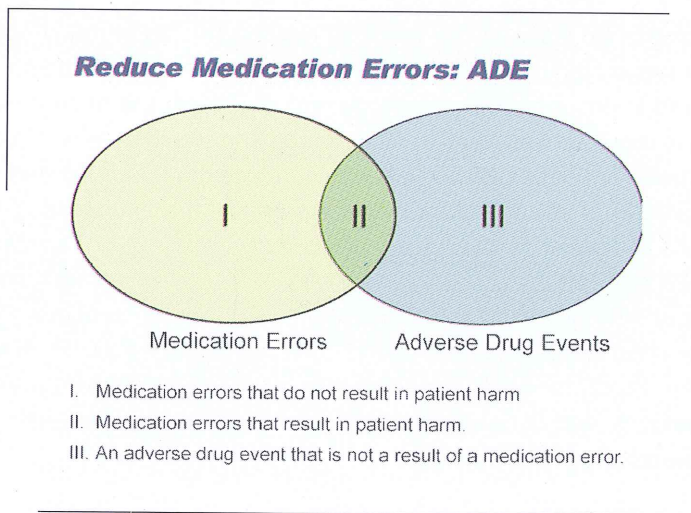 Reduce Medication Errors: ADE
I II III
Medication Errors Adverse Drug Events
I. Medication errors that do not result in patient harm
II. Medication errors that result in patient harm.
III. An adverse drug event that is not a result of a medication error.